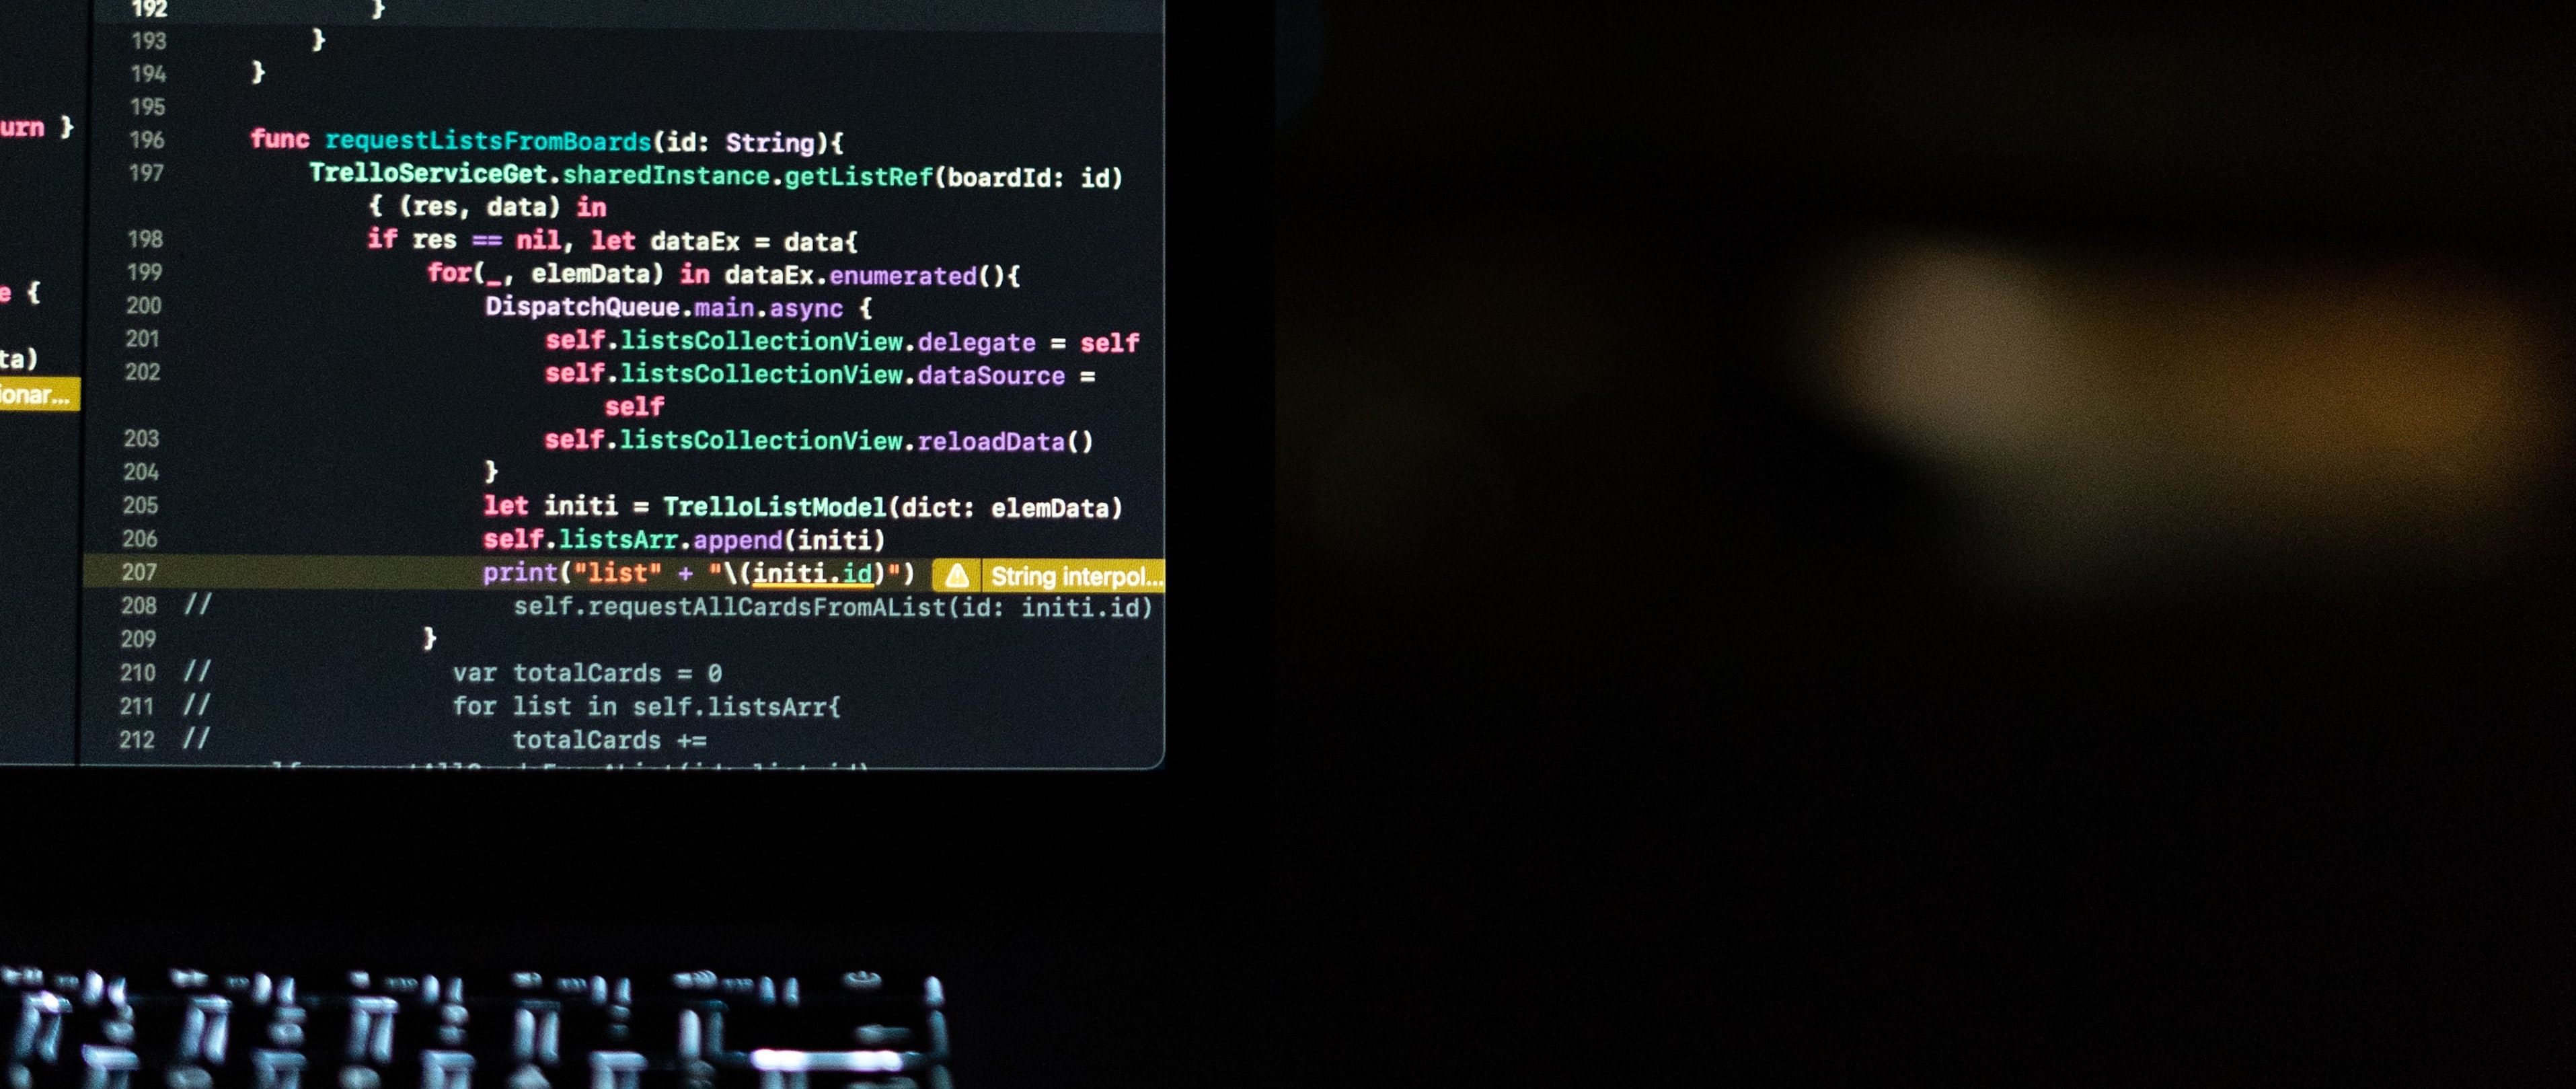 192 }
193 }
194 }
195
urn }
196 func requestListsFromBoards(id: String){
197 TrelloServiceGet.sharedInstance.getListRef(boardId: id)
{ (res, data) in
198 if res == nil, let dataEx = data{
199 for(_, elemData) in dataEx.enumerated(){
e {
200 DispatchQueue.main.async {
201 self.listsCollectionView.delegate = self
ta)
202 self.listsCollectionView.dataSource =
ionar...
self
203 self.listsCollectionView.reloadData()
204 }
205 let initi = TrelloListModel(dict: elemData)
206 self.listsArr.append(initi)
207 print("list" + "\(initi.id)") String interpol...
208 // self.requestAllCardsFromAList(id: initi.id)
209 }
210 // var totalCards = 0
211 // for list in self.listsArr{
212 // totalCards +=